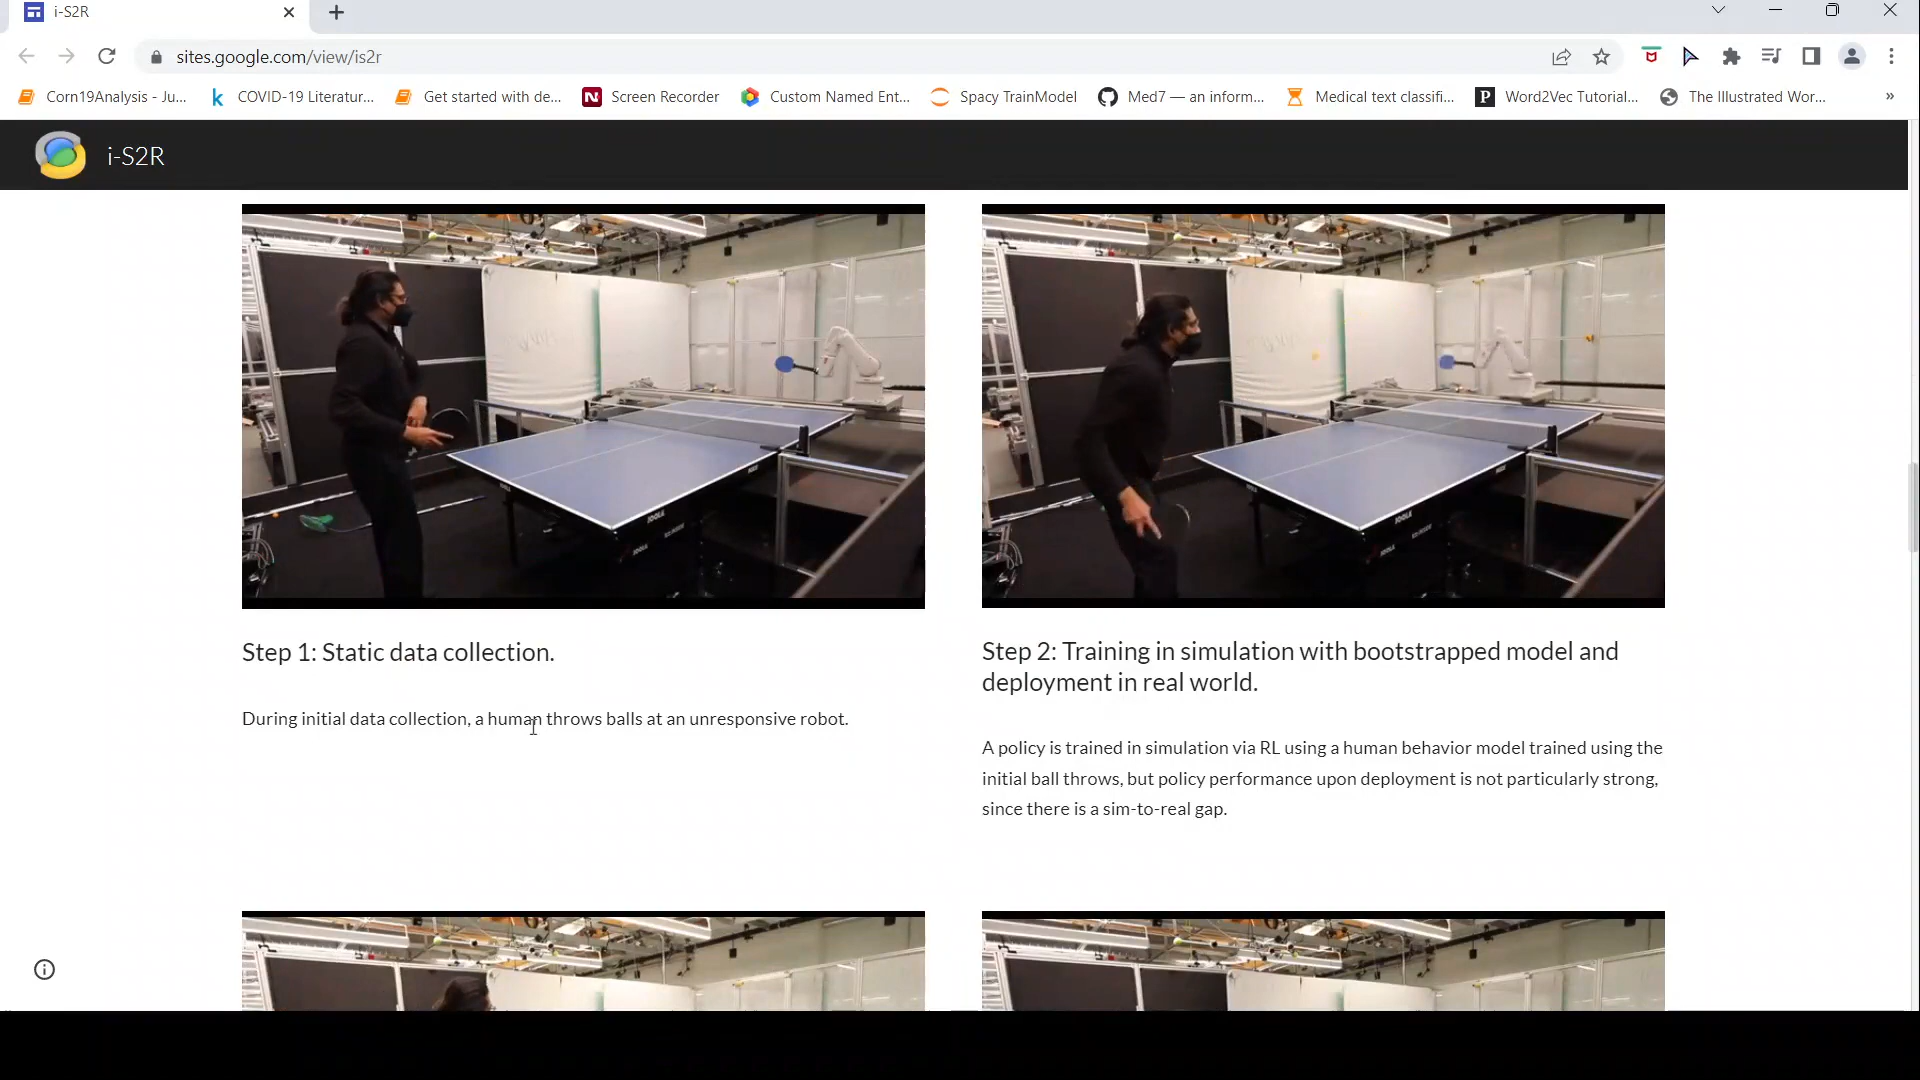 i-S2R
sites.google.com/view/is2r
Corn19Analysis - Ju...
COVID-19 Literatur...
Get started with de...
Screen Recorder
Custom Named Ent...
Spacy TrainModel
Med7 — an inform...
Medical text classifi...
Word2Vec Tutorial...
The Illustrated Wor...
»
i-S2R
JOOLA
JOOLA
JOOLA
JOOLA
Step 1: Static data collection.
During initial data collection, a human throws balls at an unresponsive robot.
Step 2: Training in simulation with bootstrapped model and
deployment in real world.
A policy is trained in simulation via RL using a human behavior model trained using the
initial ball throws, but policy performance upon deployment is not particularly strong,
since there is a sim-to-real gap.